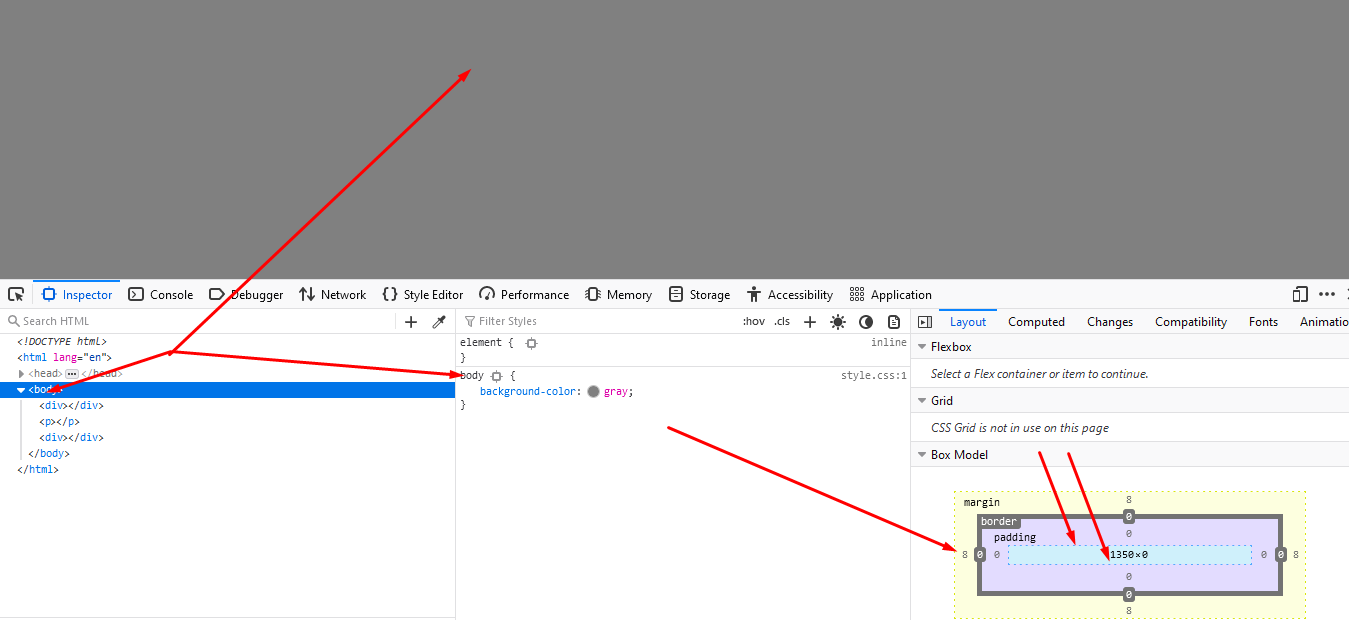 Inspector Console Debugger Network Style Editor Performance Memory Storage Accessibility Application
Search HTML
<!DOCTYPE html>
<html lang="en">
<head> ••• </head>
<body>
<div></div>
<p></p>
<div></div>
</body>
</html>
Filter Styles :hov .cls
element { inline
}
body { style.css:1
background-color: gray;
}
Layout Computed Changes Compatibility Fonts Animatio
Flexbox
Select a Flex container or item to continue.
Grid
CSS Grid is not in use on this page
Box Model
margin 8
border 0
padding 0
8 0 0 1350×0 0 0 8
0
0
8